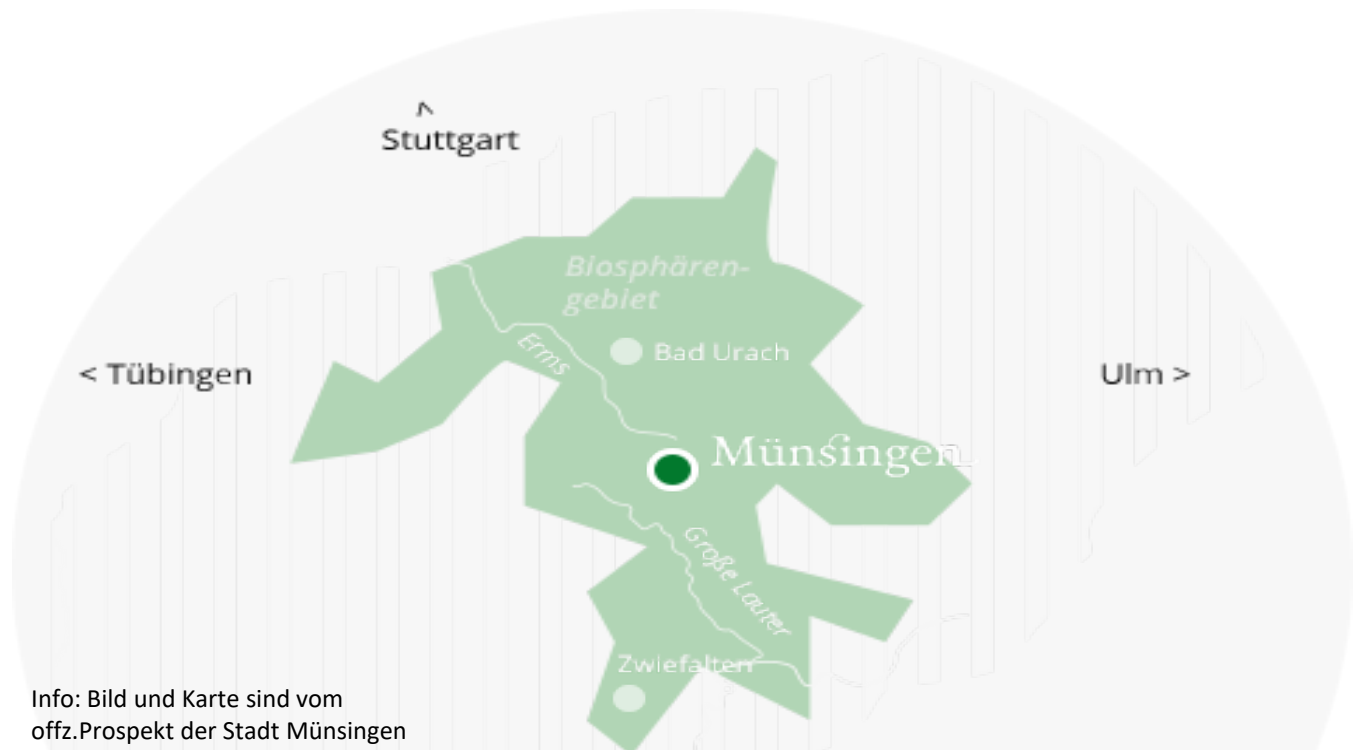 ^
Stuttgart
Biosphären-
gebiet
Erms
Bad Urach
< Tübingen
Ulm >
Münſingen
Große Lauter
Zwiefalten
Info: Bild und Karte sind vom
offz.Prospekt der Stadt Münsingen